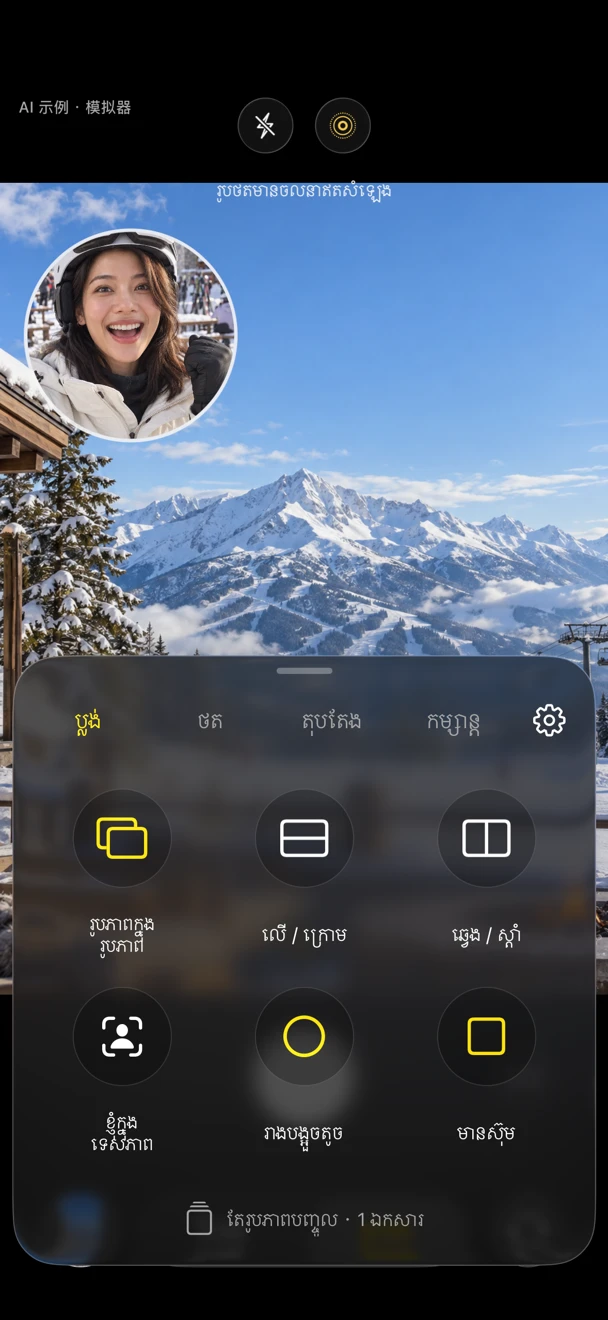 AI 示例 · 模拟器
រូបថតមានចលនាឥតសំឡេង
ប្លង់
ថត
តុបតែង
កម្សាន្ត
រូបភាពក្នុង
រូបភាព
លើ / ក្រោម
ឆ្វេង / ស្ដាំ
ខ្ញុំក្នុង
ទេសភាព
រាងបង្អួចតូច
មានស៊ុម
តែរូបភាពបញ្ចូល · 1 ឯកសារ